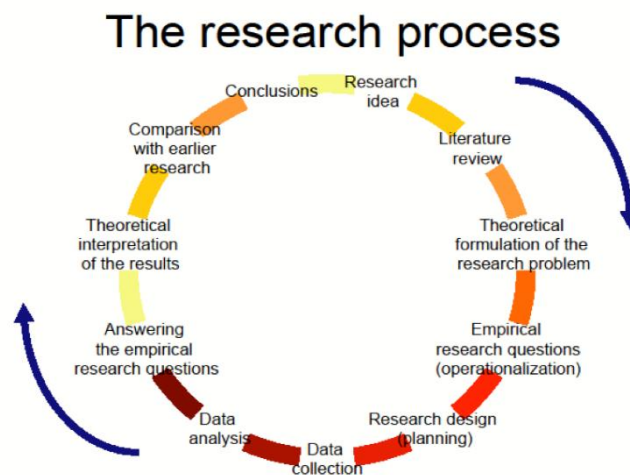 The research process
Research
idea
Literature
review
Theoretical
formulation of the
research problem
Empirical
research questions
(operationalization)
Research design
(planning)
Data
collection
Data
analysis
Answering
the empirical
research questions
Theoretical
interpretation
of the results
Comparison
with earlier
research
Conclusions